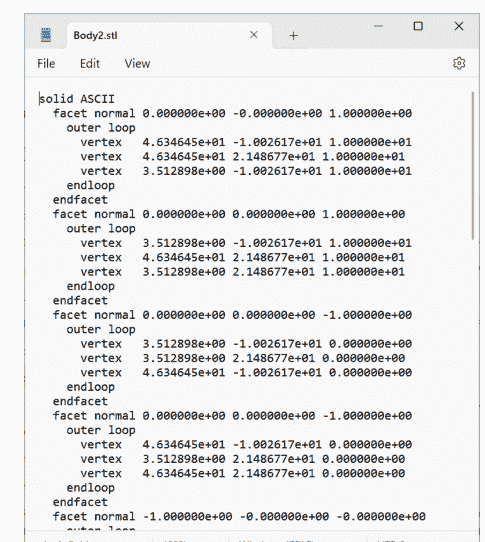 Body2.stl
File Edit View
solid ASCII
facet normal 0.000000e+00 -0.000000e+00 1.000000e+00
outer loop
vertex 4.634645e+01 -1.002617e+01 1.000000e+01
vertex 4.634645e+01 2.148677e+01 1.000000e+01
vertex 3.512898e+00 -1.002617e+01 1.000000e+01
endloop
endfacet
facet normal 0.000000e+00 0.000000e+00 1.000000e+00
outer loop
vertex 3.512898e+00 -1.002617e+01 1.000000e+01
vertex 4.634645e+01 2.148677e+01 1.000000e+01
vertex 3.512898e+00 2.148677e+01 1.000000e+01
endloop
endfacet
facet normal 0.000000e+00 0.000000e+00 -1.000000e+00
outer loop
vertex 3.512898e+00 -1.002617e+01 0.000000e+00
vertex 3.512898e+00 2.148677e+01 0.000000e+00
vertex 4.634645e+01 -1.002617e+01 0.000000e+00
endloop
endfacet
facet normal 0.000000e+00 0.000000e+00 -1.000000e+00
outer loop
vertex 4.634645e+01 -1.002617e+01 0.000000e+00
vertex 3.512898e+00 2.148677e+01 0.000000e+00
vertex 4.634645e+01 2.148677e+01 0.000000e+00
endloop
endfacet
facet normal -1.000000e+00 -0.000000e+00 -0.000000e+00
outer loop